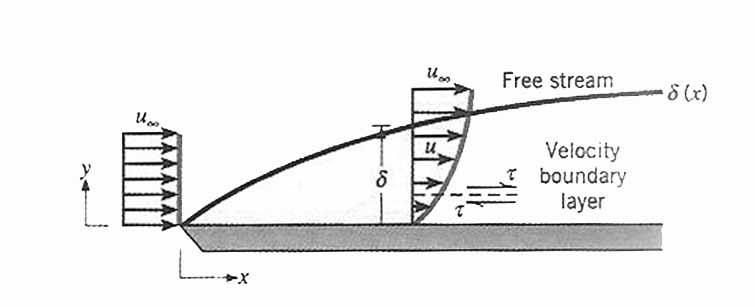 u∞
Free stream
δ(x)
u∞
Velocity
boundary
layer
u
y
δ
τ
τ
x